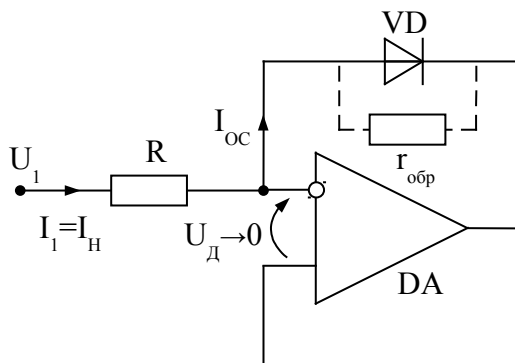 VD
I_ОС
r_обр
U_1
R
I_1=I_Н
U_Д→0
DA